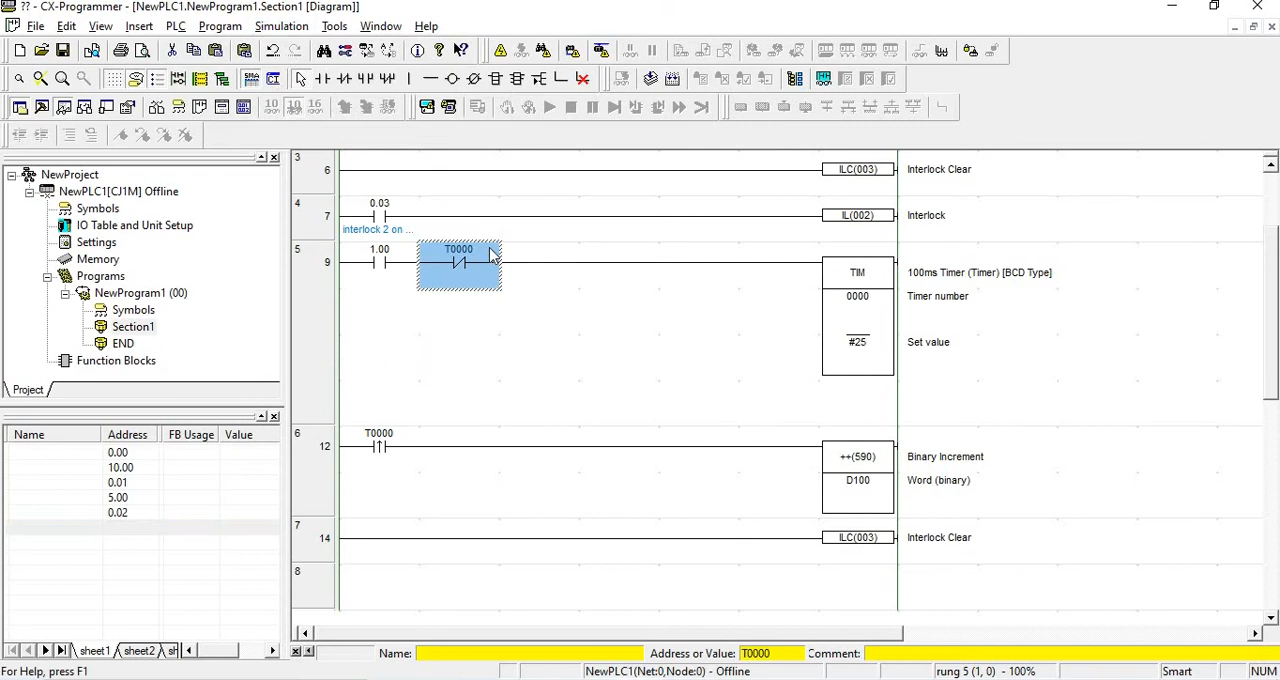 ?? - CX-Programmer - [NewPLC1.NewProgram1.Section1 [Diagram]]
File Edit View Insert PLC Program Simulation Tools Window Help
10 10 16
NewProject
NewPLC1[CJ1M] Offline
Symbols
IO Table and Unit Setup
Settings
Memory
Programs
NewProgram1 (00)
Symbols
Section1
END
Function Blocks
Project
Name Address FB Usage Value
0.00
10.00
0.01
5.00
0.02
sheet1 sheet2
3
6 ILC(003) Interlock Clear
4 0.03
7 IL(002) Interlock
interlock 2 on ...
5 1.00 T0000
9 TIM 100ms Timer (Timer) [BCD Type]
0000 Timer number
#25 Set value
6 T0000
12 ++(590) Binary Increment
D100 Word (binary)
7
14 ILC(003) Interlock Clear
8
Name: Address or Value: T0000 Comment:
For Help, press F1 NewPLC1(Net:0,Node:0) - Offline rung 5 (1, 0) - 100% Smart NUM